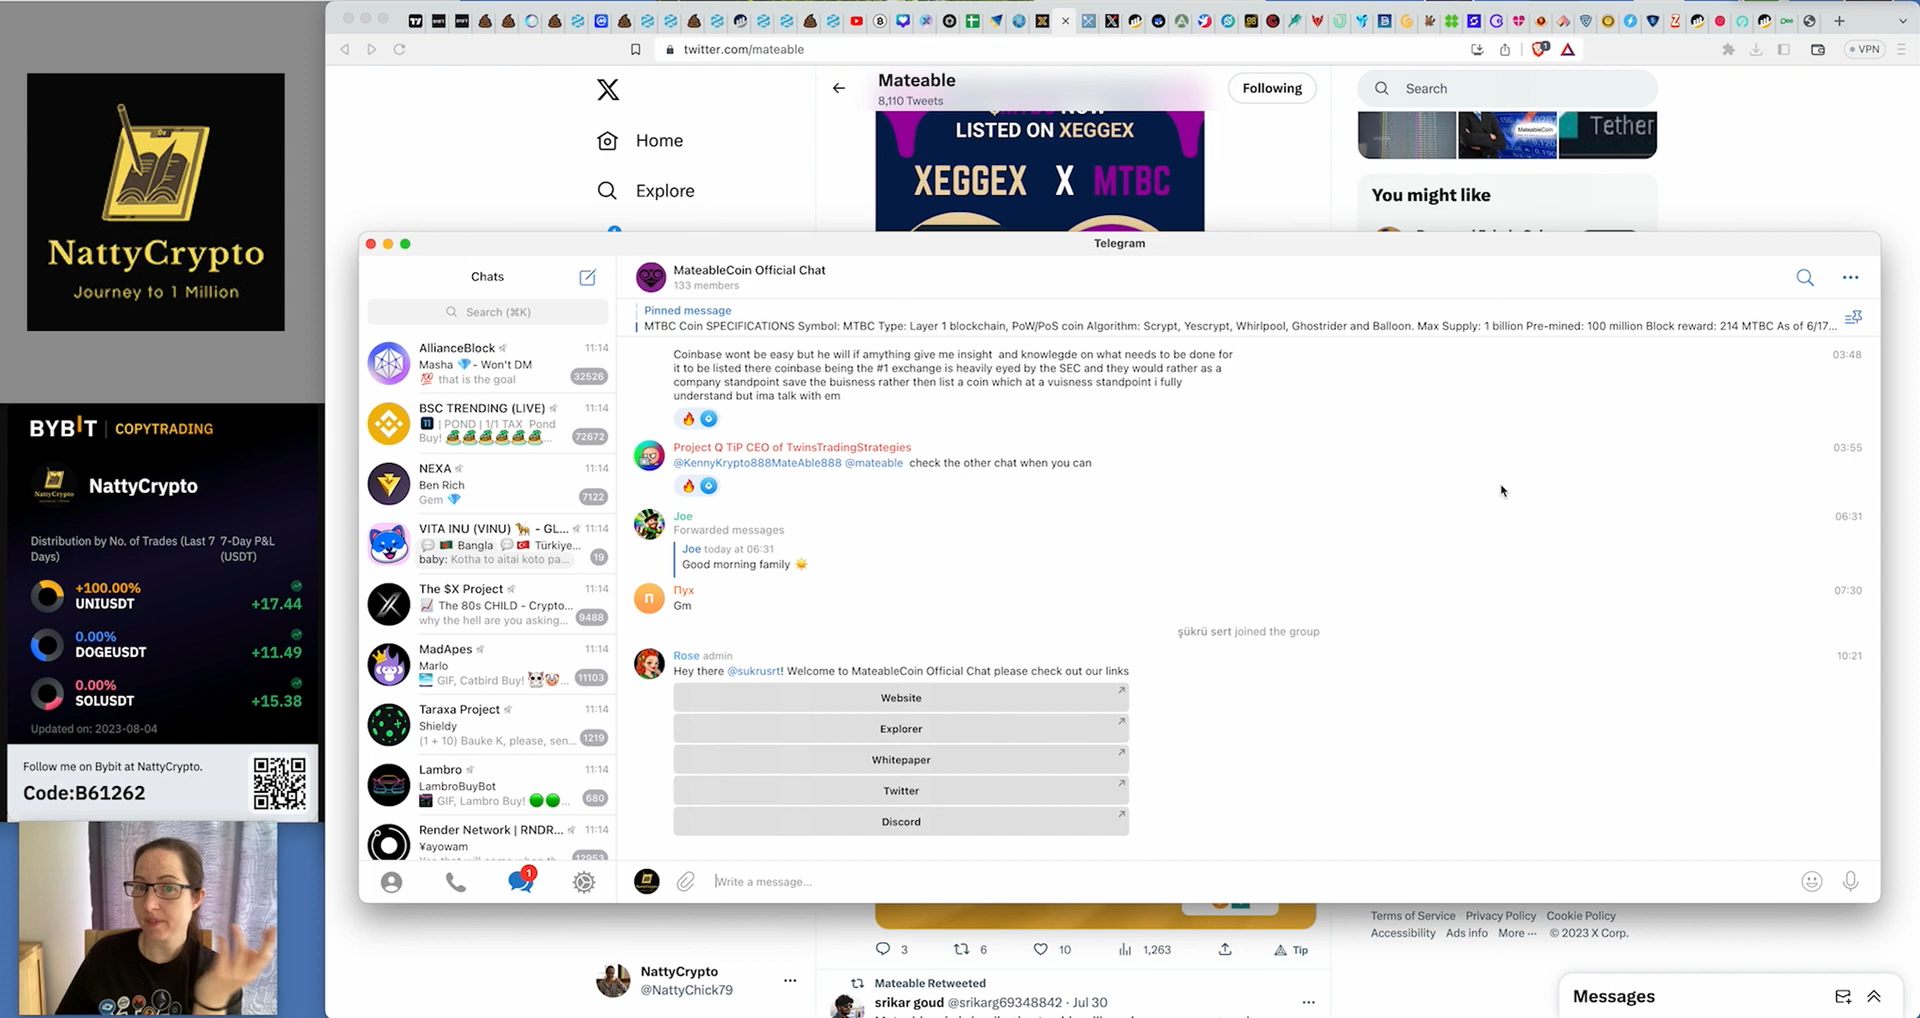 NattyCrypto
Journey to 1 Million
BYBIT | COPYTRADING
NattyCrypto
Distribution by No. of Trades (Last 7 Days)
7-Day P&L (USDT)
+100.00%
UNIUSDT
+17.44
0.00%
DOGEUSDT
+11.49
0.00%
SOLUSDT
+15.38
Updated on: 2023-08-04
Follow me on Bybit at NattyCrypto.
Code:B61262
twitter.com/mateable
VPN
Home
Explore
Mateable
8,110 Tweets
Following
LISTED ON XEGGEX
XEGGEX X MTBC
Search
MateableCoin
Tether
You might like
Telegram
Chats
Search (⌘K)
AllianceBlock
11:14
Masha 💎 - Won't DM
💯 that is the goal
32526
BSC TRENDING (LIVE)
11:14
| POND | 1/1 TAX Pond
Buy!
72672
NEXA
11:14
Ben Rich
Gem 💎
7122
VITA INU (VINU) 🐕 - GL...
11:14
Bangla Türkiye...
baby: Kotha to aitai koto pa...
19
The $X Project
11:14
The 80s CHILD - Crypto...
why the hell are you asking...
9488
MadApes
11:14
Marlo
GIF, Catbird Buy!
11103
Taraxa Project
11:14
Shieldy
(1 + 10) Bauke K, please, sen...
1219
Lambro
11:14
LambroBuyBot
GIF, Lambro Buy!
680
Render Network | RNDR...
11:14
¥ayowam
12953
1
MateableCoin Official Chat
133 members
Pinned message
MTBC Coin SPECIFICATIONS Symbol: MTBC Type: Layer 1 blockchain, PoW/PoS coin Algorithm: Scrypt, Yescrypt, Whirlpool, Ghostrider and Balloon. Max Supply: 1 billion Pre-mined: 100 million Block reward: 214 MTBC As of 6/17...
Coinbase wont be easy but he will if amything give me insight and knowlegde on what needs to be done for
03:48
it to be listed there coinbase being the #1 exchange is heavily eyed by the SEC and they would rather as a
company standpoint save the buisness rather then list a coin which at a vuisness standpoint i fully
understand but ima talk with em
Project Q TiP CEO of TwinsTradingStrategies
03:55
@KennyKrypto888MateAble888 @mateable check the other chat when you can
Joe
06:31
Forwarded messages
Joe today at 06:31
Good morning family ☀️
П
Пух
07:30
Gm
şükrü sert joined the group
Rose admin
10:21
Hey there @sukrusrt! Welcome to MateableCoin Official Chat please check out our links
Website
Explorer
Whitepaper
Twitter
Discord
Write a message...
3
6
10
1,263
Tip
Mateable Retweeted
srikar goud @srikarg69348842 · Jul 30
NattyCrypto
@NattyChick79
Terms of Service Privacy Policy Cookie Policy
Accessibility Ads info More ··· © 2023 X Corp.
Messages